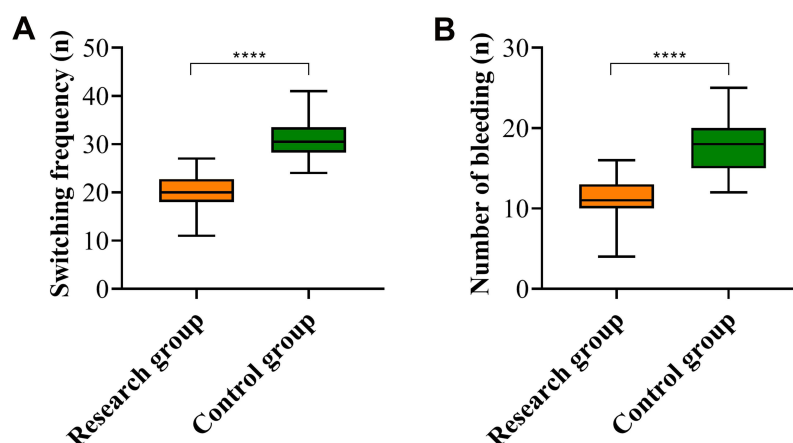 A
Switching frequency (n)
50
40
30
20
10
0
****
Research group
Control group
B
Number of bleeding (n)
30
20
10
0
****
Research group
Control group